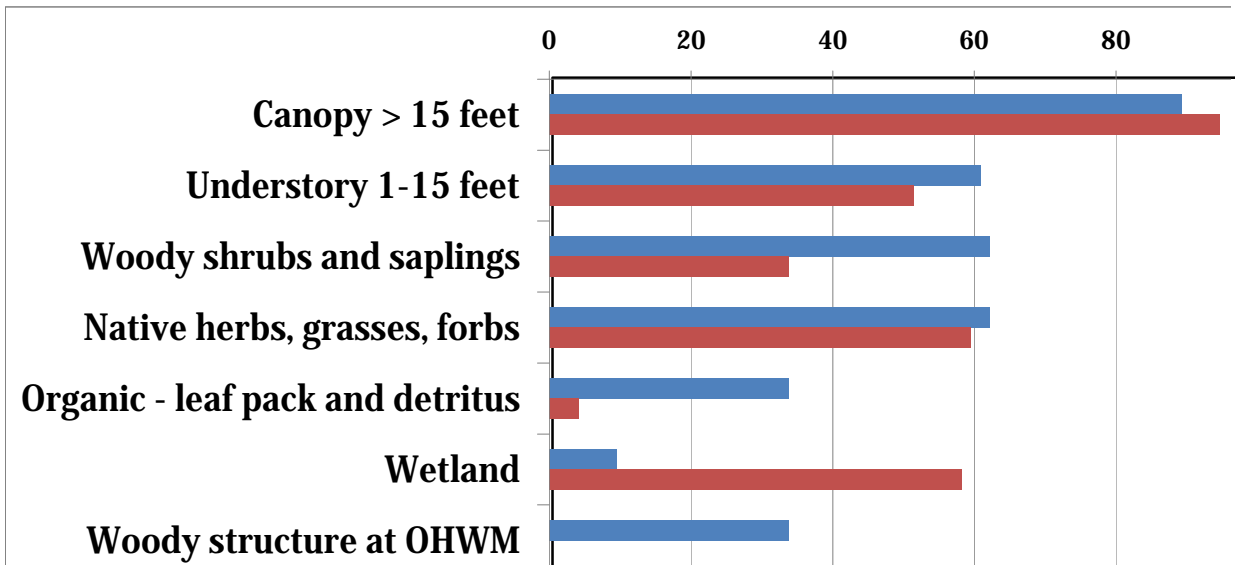 0 20 40 60 80
Canopy > 15 feet
Understory 1-15 feet
Woody shrubs and saplings
Native herbs, grasses, forbs
Organic - leaf pack and detritus
Wetland
Woody structure at OHWM